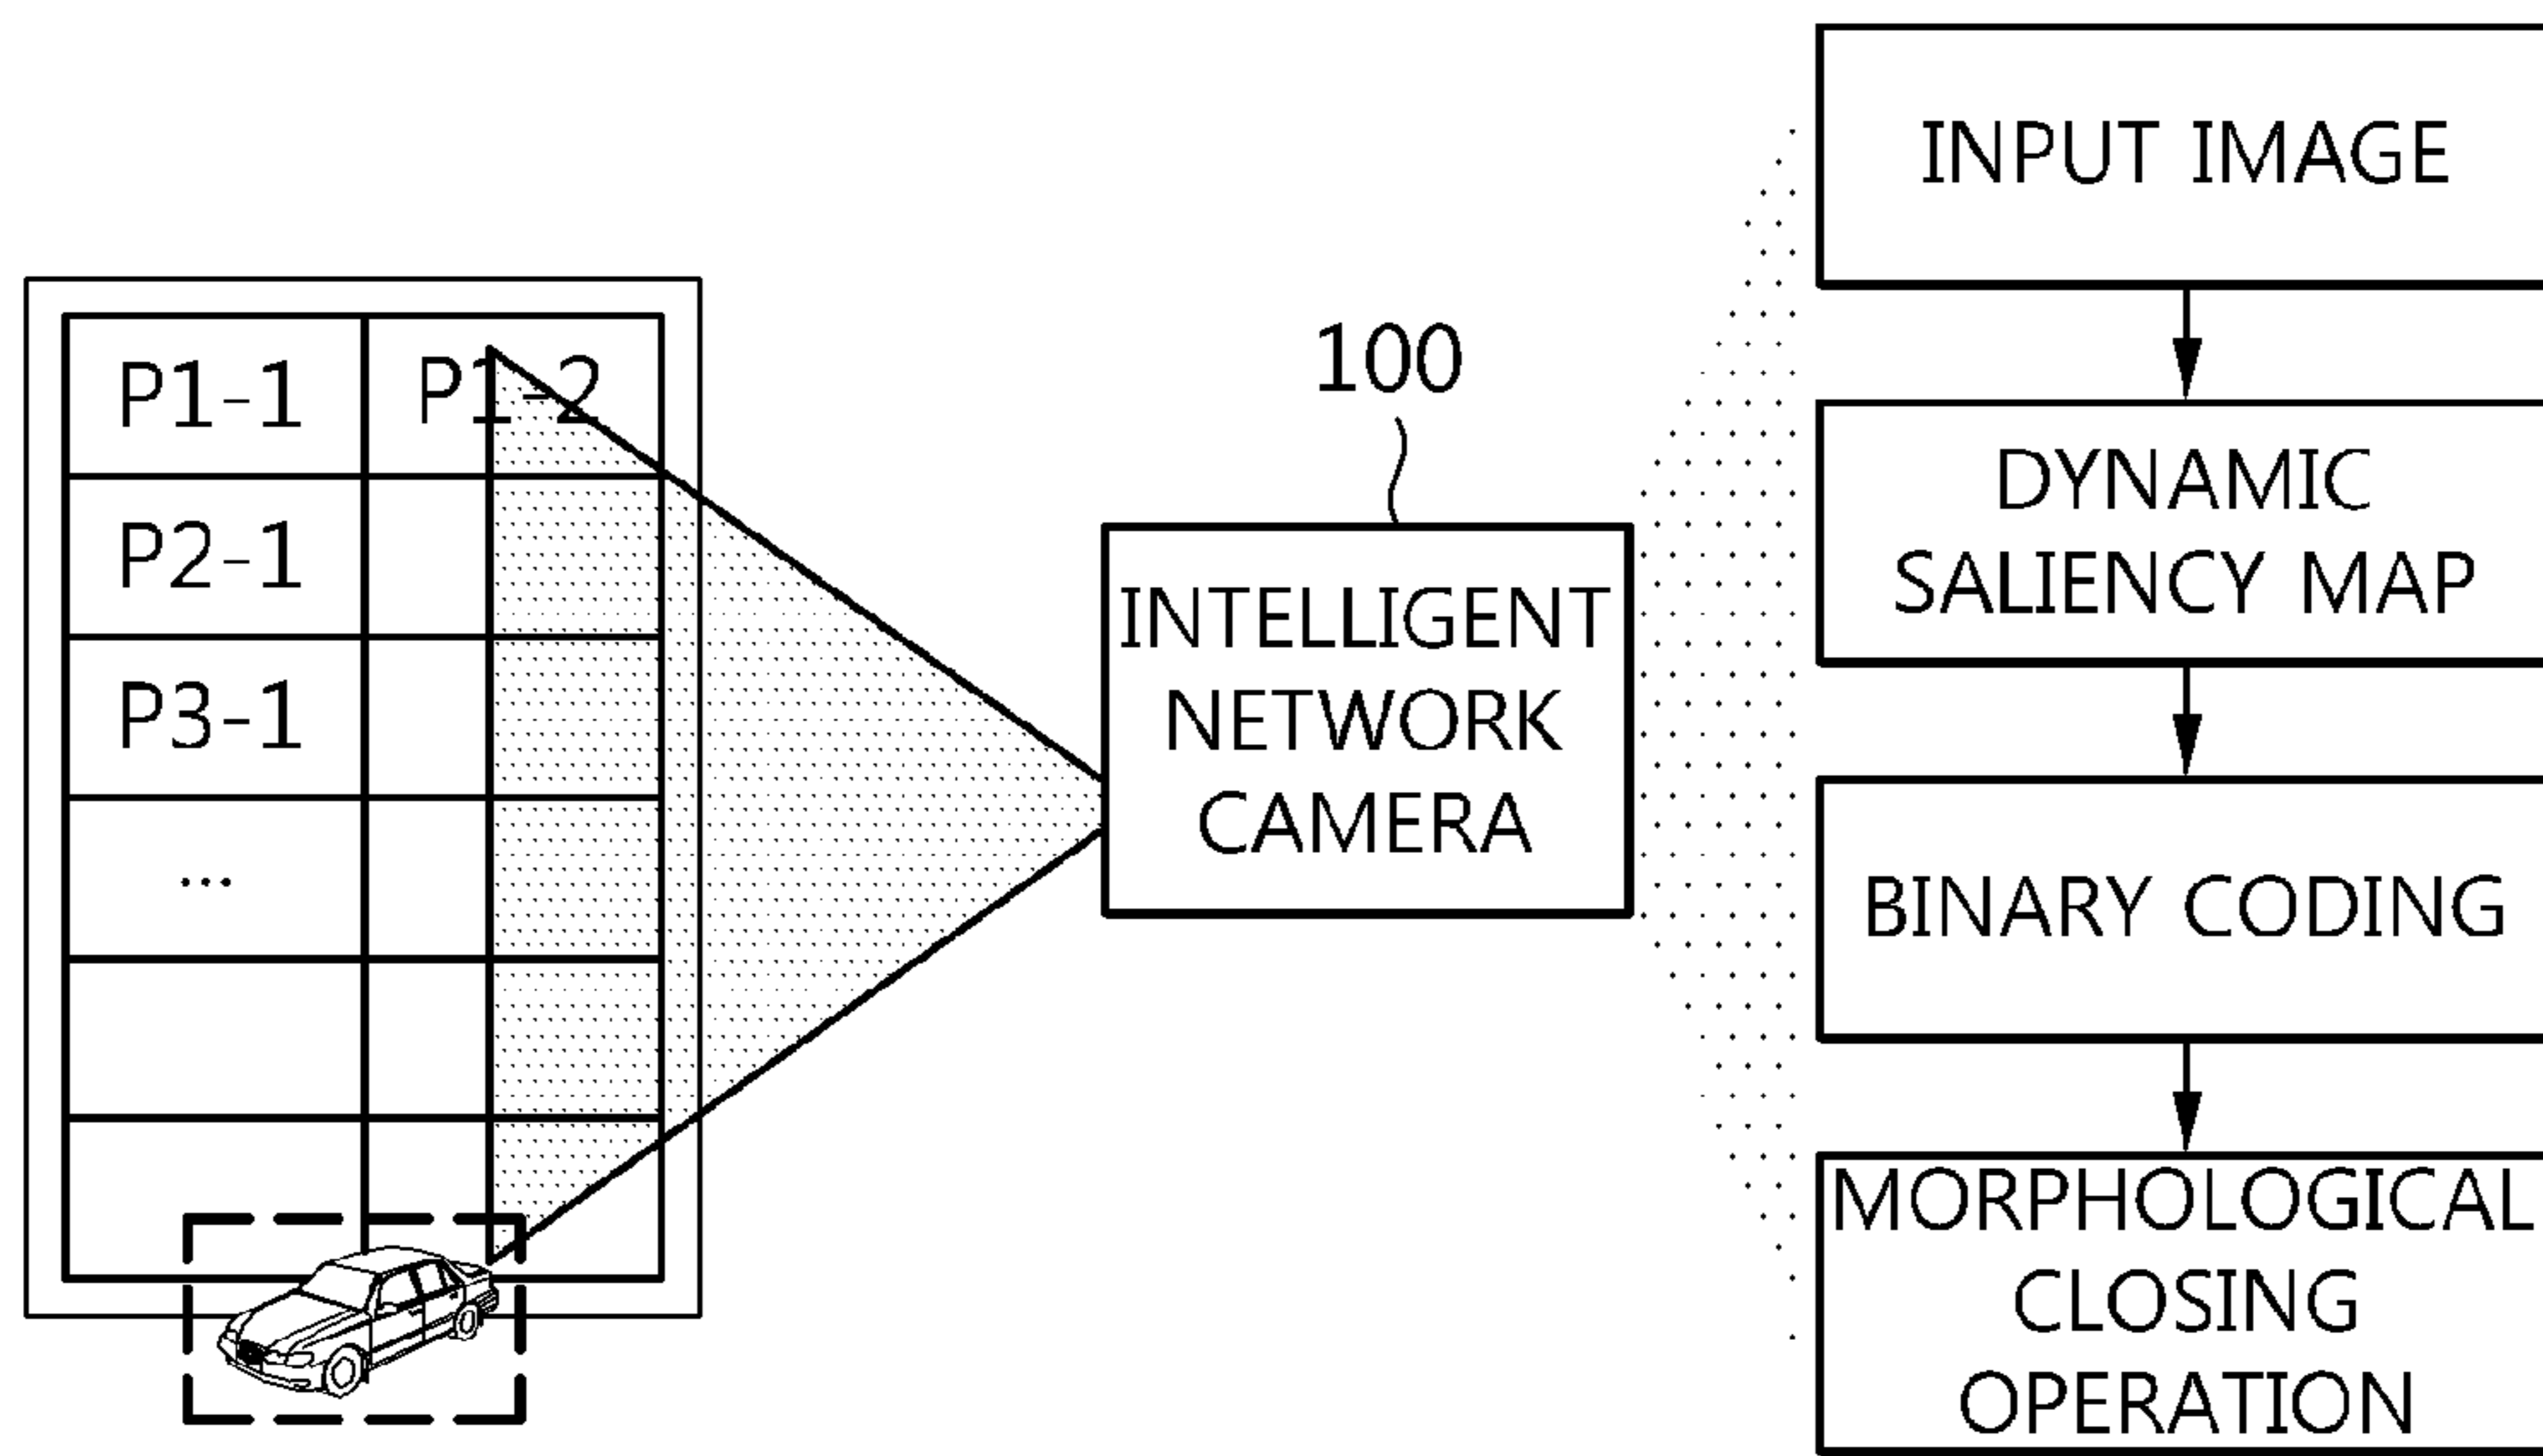 P1-1
P1-2
P2-1
P3-1
...
100
INTELLIGENT
NETWORK
CAMERA
INPUT IMAGE
DYNAMIC
SALIENCY MAP
BINARY CODING
MORPHOLOGICAL
CLOSING
OPERATION